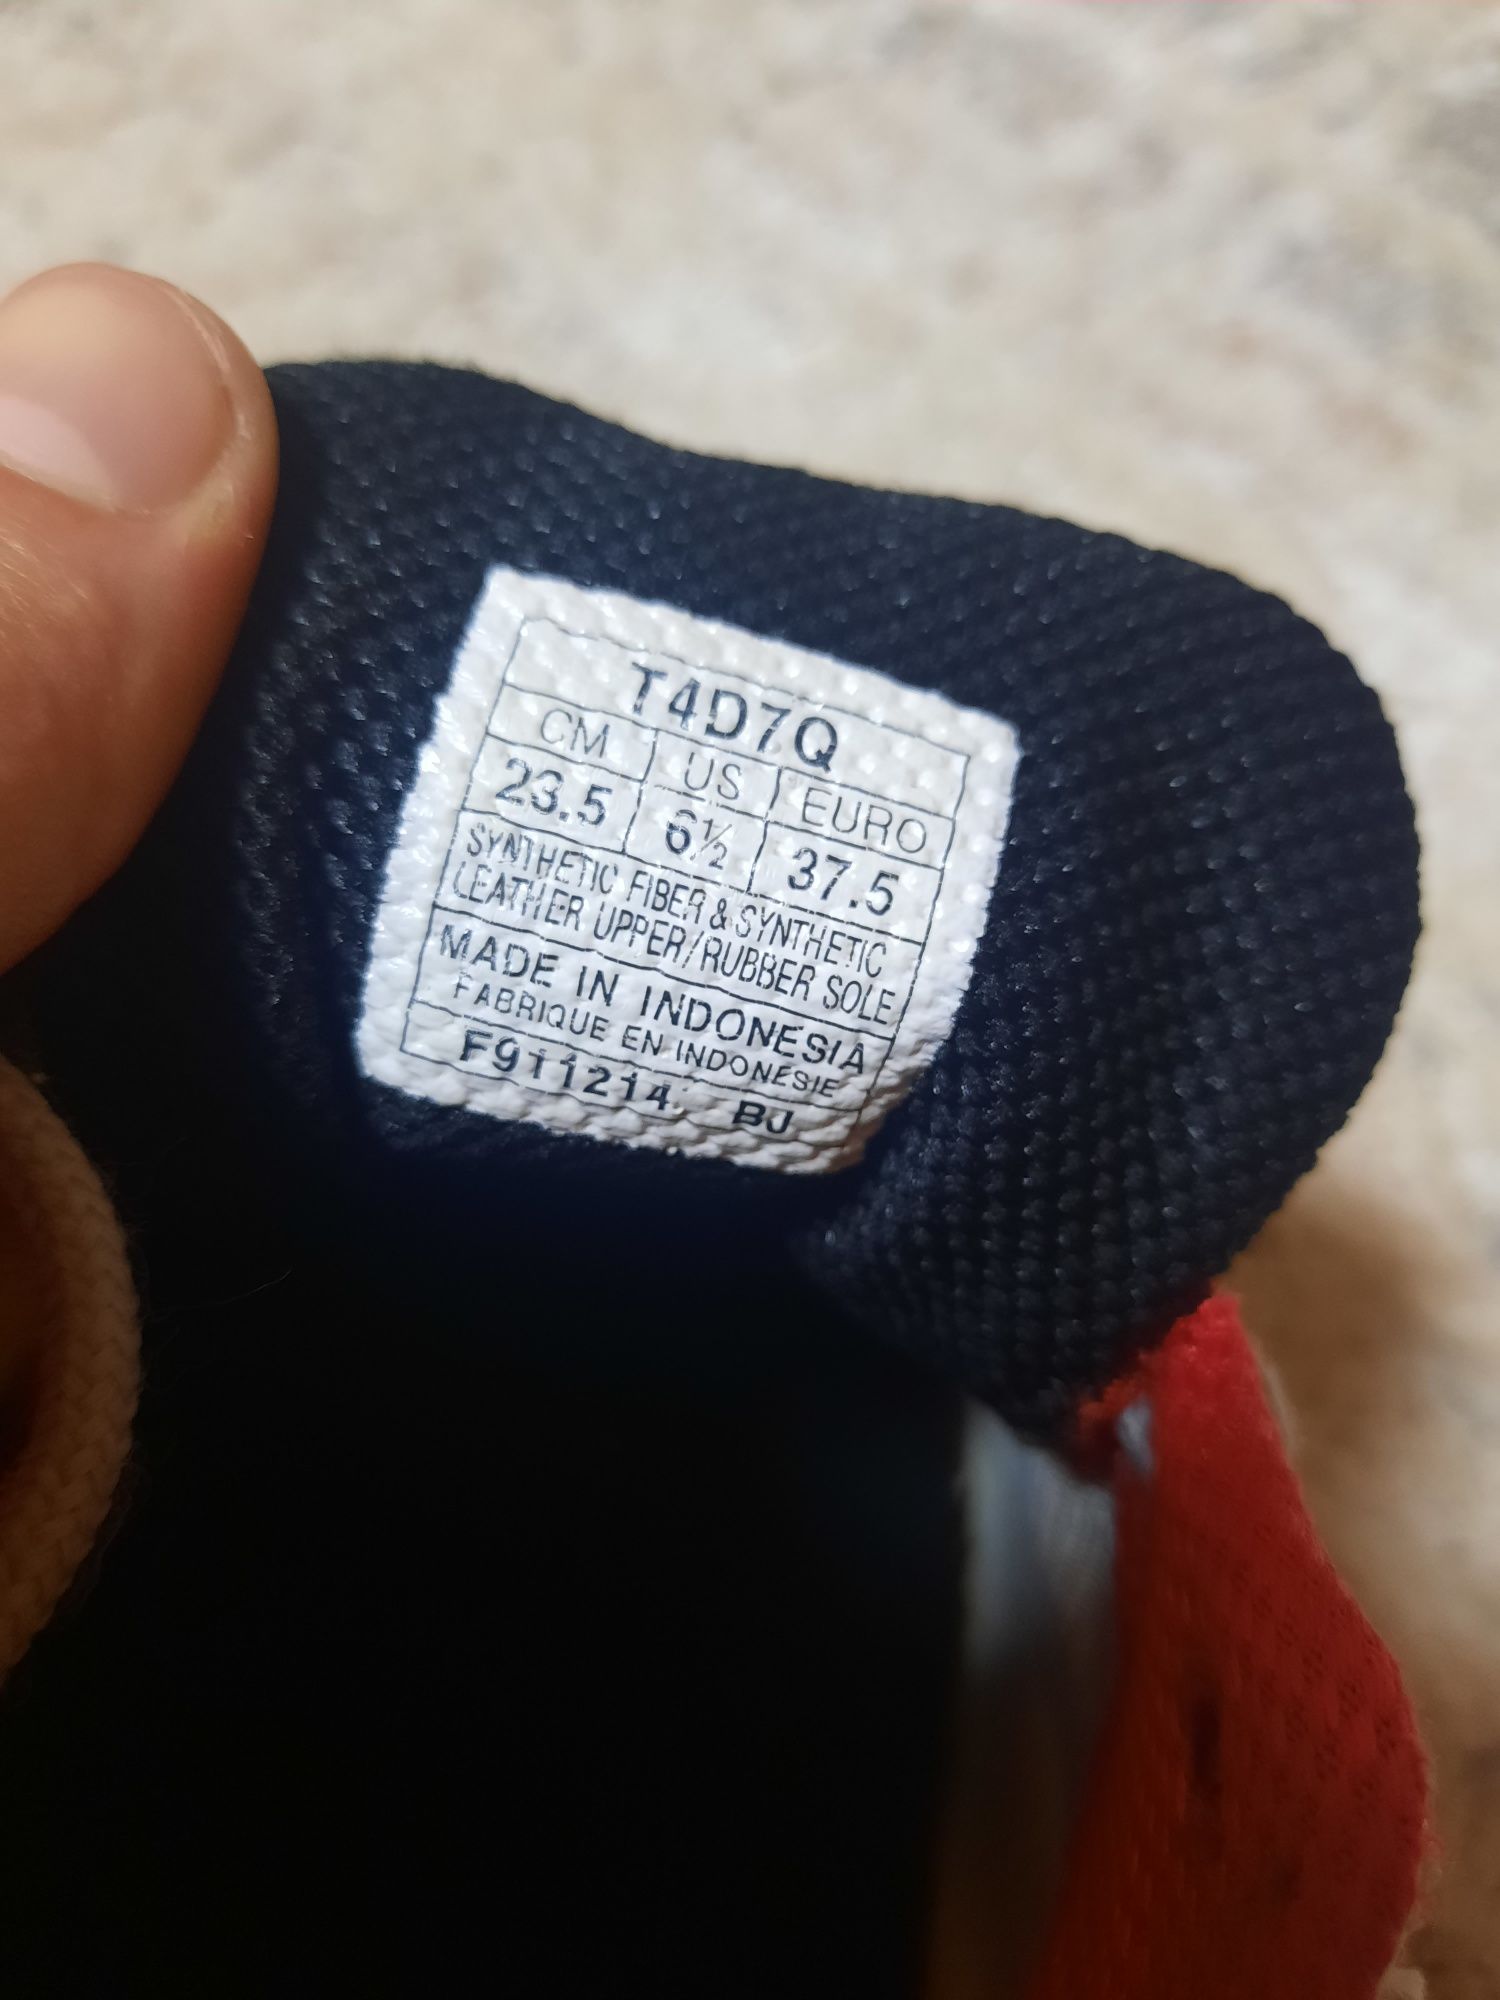 T4D7Q
CM US EURO
23.5 6½ 37.5
SYNTHETIC FIBER & SYNTHETIC
LEATHER UPPER/RUBBER SOLE
MADE IN INDONESIA
FABRIQUE EN INDONESIE
F911214 BJ